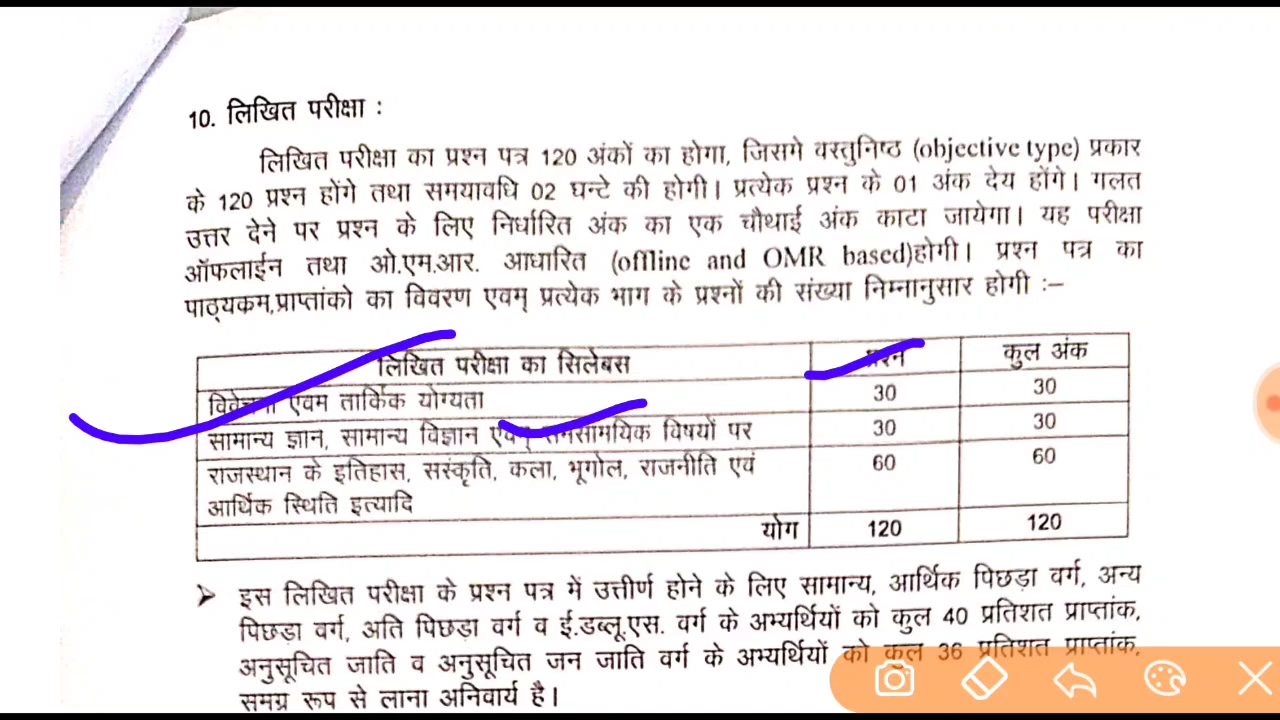 10. लिखित परीक्षा :
लिखित परीक्षा का प्रश्न पत्र 120 अंकों का होगा, जिसमे वस्तुनिष्ठ (objective type) प्रकार
के 120 प्रश्न होंगे तथा समयावधि 02 घन्टे की होगी। प्रत्येक प्रश्न के 01 अंक देय होंगे। गलत
उत्तर देने पर प्रश्न के लिए निर्धारित अंक का एक चौथाई अंक काटा जायेगा। यह परीक्षा
ऑफलाईन तथा ओ.एम.आर. आधारित (offline and OMR based)होगी। प्रश्न पत्र का
पाठ्यकम,प्राप्तांको का विवरण एवम् प्रत्येक भाग के प्रश्नों की संख्या निम्नानुसार होगी :–
लिखित परीक्षा का सिलेबस प्रश्न कुल अंक
विवेचना एवम तार्किक योग्यता 30 30
सामान्य ज्ञान, सामान्य विज्ञान एवम् समसामयिक विषयों पर 30 30
राजस्थान के इतिहास, सस्ंकृति, कला, भूगोल, राजनीति एवं 60 60
आर्थिक स्थिति इत्यादि
योग 120 120
➤ इस लिखित परीक्षा के प्रश्न पत्र में उत्तीर्ण होने के लिए सामान्य, आर्थिक पिछड़ा वर्ग, अन्य
पिछडा वर्ग, अति पिछडा वर्ग व ई.डब्लू.एस. वर्ग के अभ्यर्थियों को कुल 40 प्रतिशत प्राप्तांक,
अनुसूचित जाति व अनुसूचित जन जाति वर्ग के अभ्यर्थियों को कुल 36 प्रतिशत प्राप्तांक,
समग्र रूप से लाना अनिवार्य है।